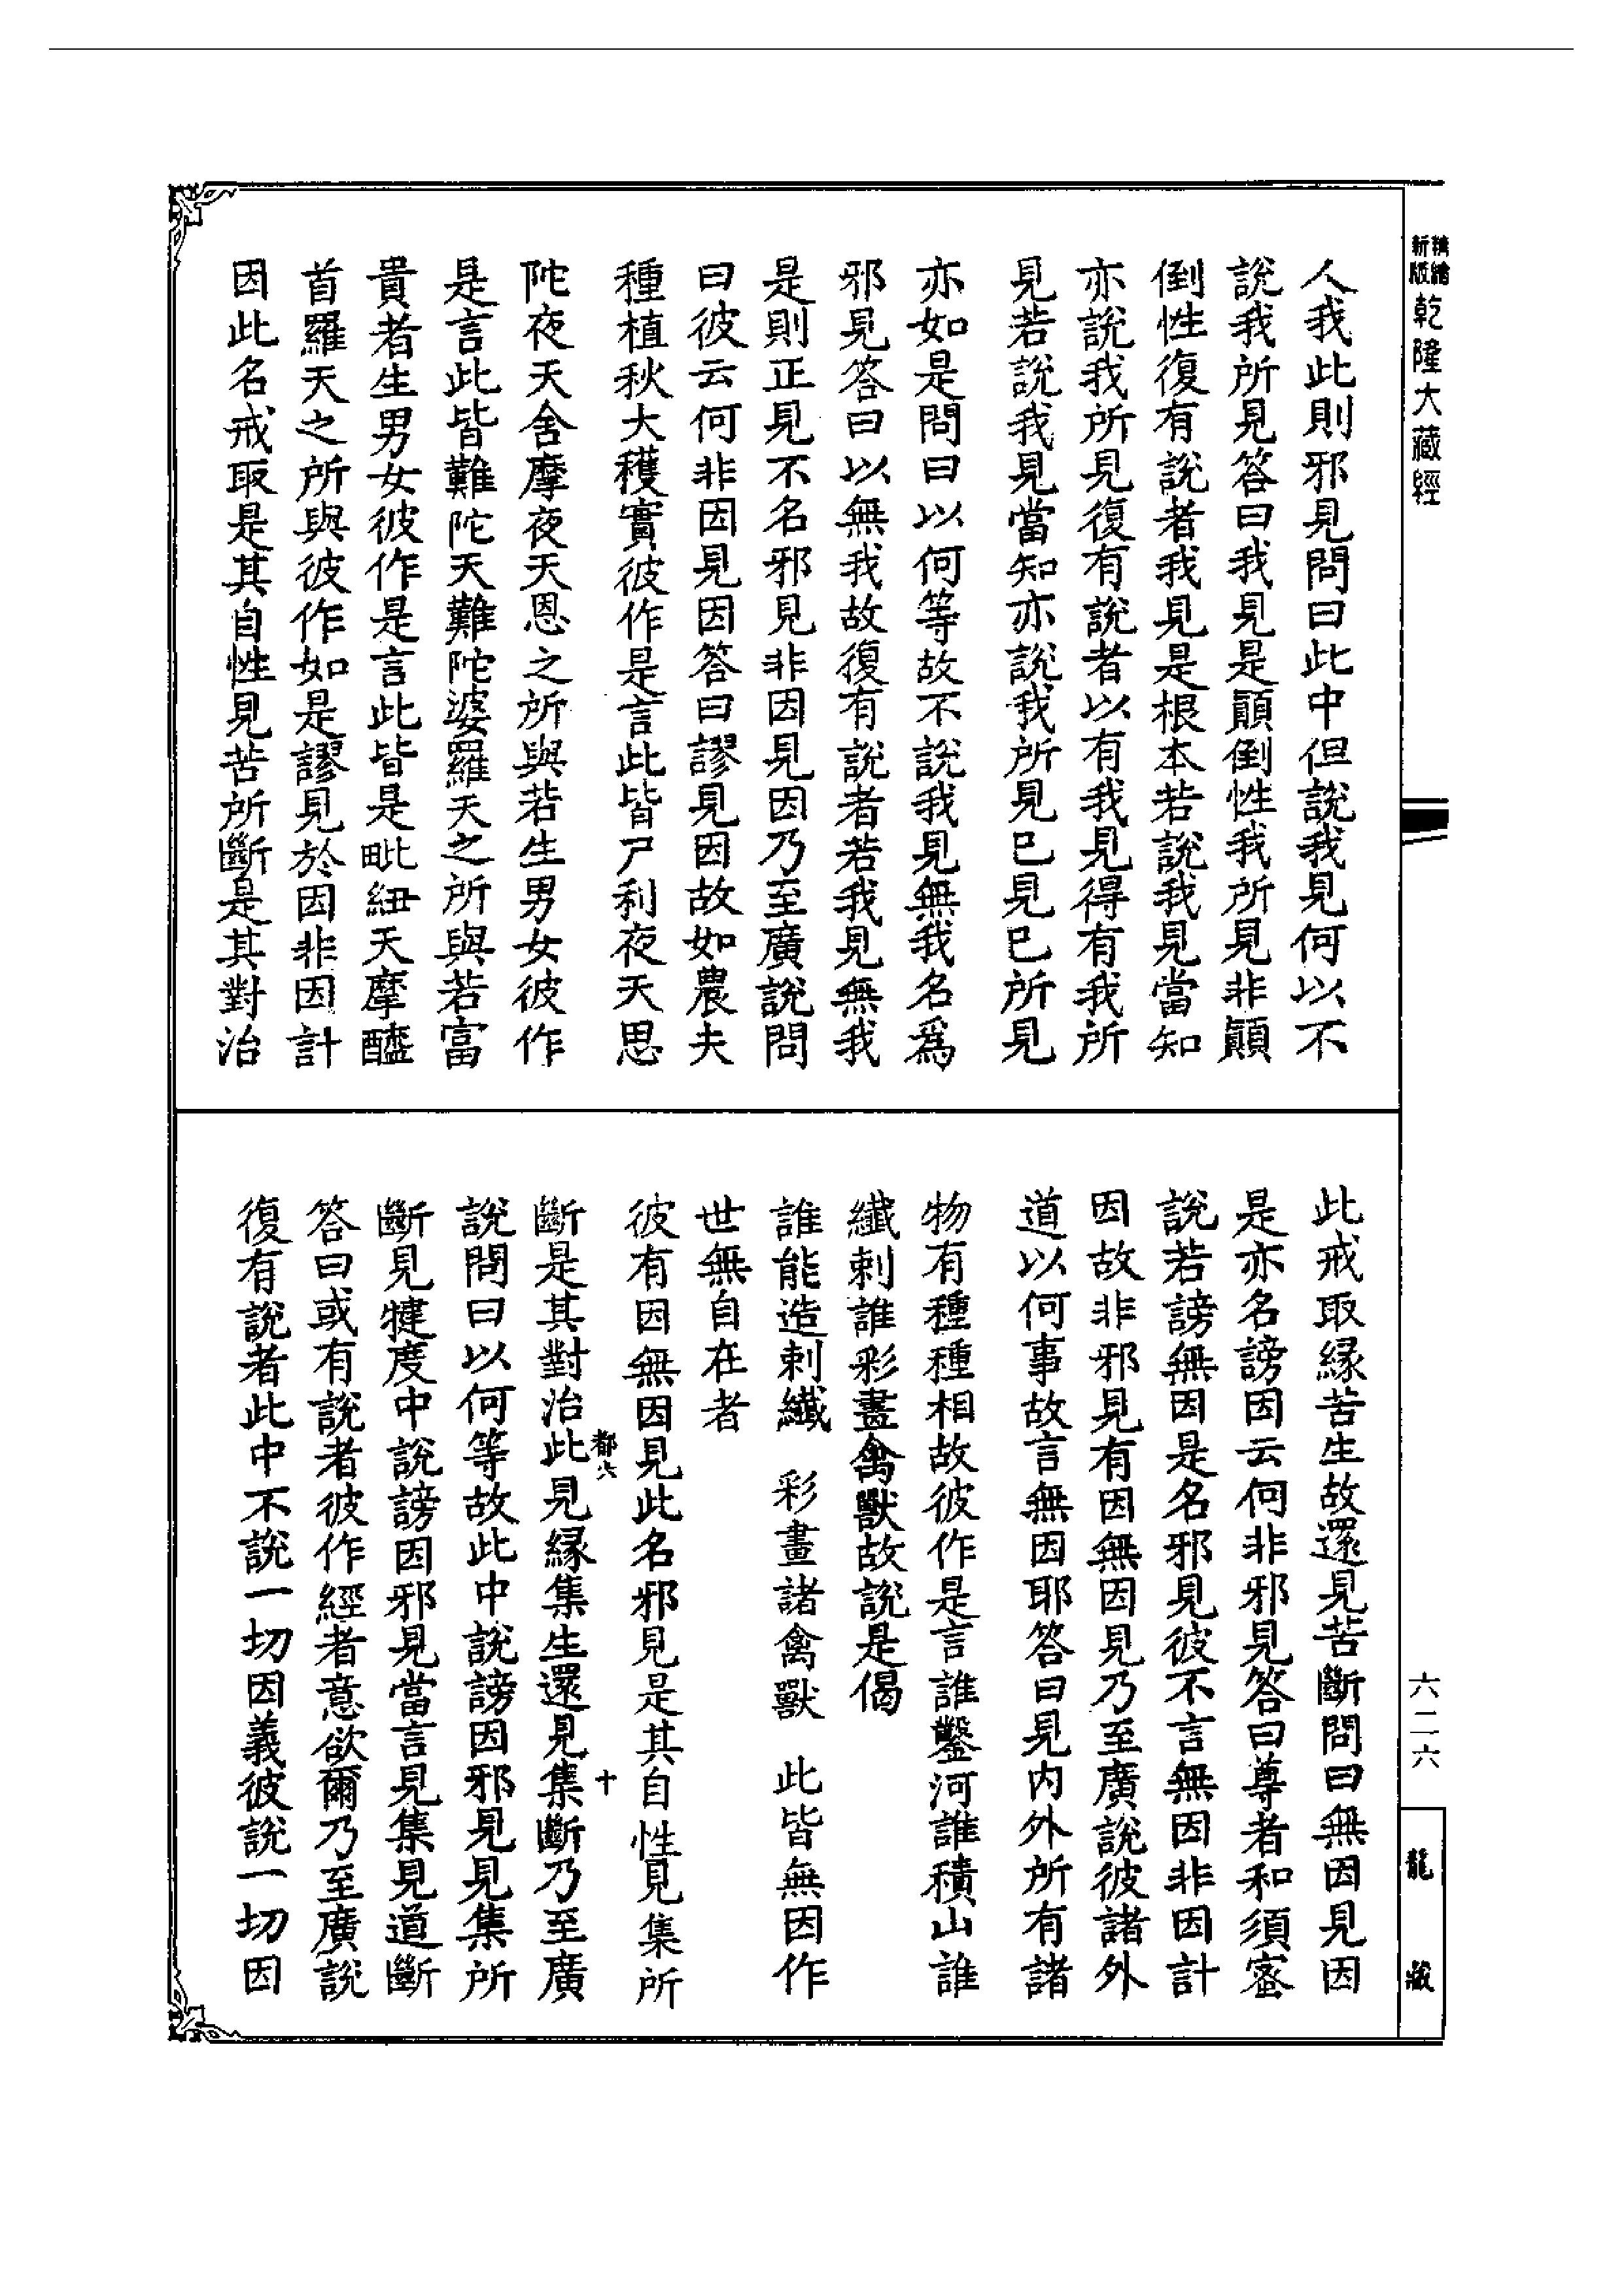 精繪新版乾隆大藏經
人我此則邪見問曰此中但說我見何以不
說我所見答曰我見是顛倒性我所見非顛
倒性復有說者我見是根本若說我見當知
亦說我所見復有說者以有我見得有我所
見若說我見當知亦說我所見已見已所見
亦如是問曰以何等故不說我見無我名為
邪見答曰以無我故復有說者若我見無我
是則正見不名邪見非因見因乃至廣說問
曰彼云何非因見因答曰謬見因故如農夫
種植秋大穫實彼作是言此皆尸利夜天思
陀夜天舍摩夜天恩之所與若生男女彼作
是言此皆難陀天難陀婆羅天之所與若富
貴者生男女彼作是言此皆是毗紐天摩醯
首羅天之所與彼作如是謬見於因非因計
因此名戒取是其自性見苦所斷是其對治
此戒取緣苦生故還見苦斷問曰無因見因
是亦名謗因云何非邪見答曰尊者和須蜜
說若謗無因是名邪見彼不言無因非因計
因故非邪見有因無因見乃至廣說彼諸外
道以何事故言無因耶答曰見內外所有諸
物有種種相故彼作是言誰鑿河誰積山誰
纖刺誰彩畫禽獸故說是偈
誰能造刺纖　彩畫諸禽獸　此皆無因作
世無自在者
彼有因無因見此名邪見是其自性見集所
斷是其對治此見緣集生還見集斷乃至廣
都六　十
說問曰以何等故此中說謗因邪見見集所
斷見犍度中說謗因邪見當言見集見道斷
答曰或有說者彼作經者意欲爾乃至廣說
復有說者此中不說一切因義彼說一切因
六二六
龍藏